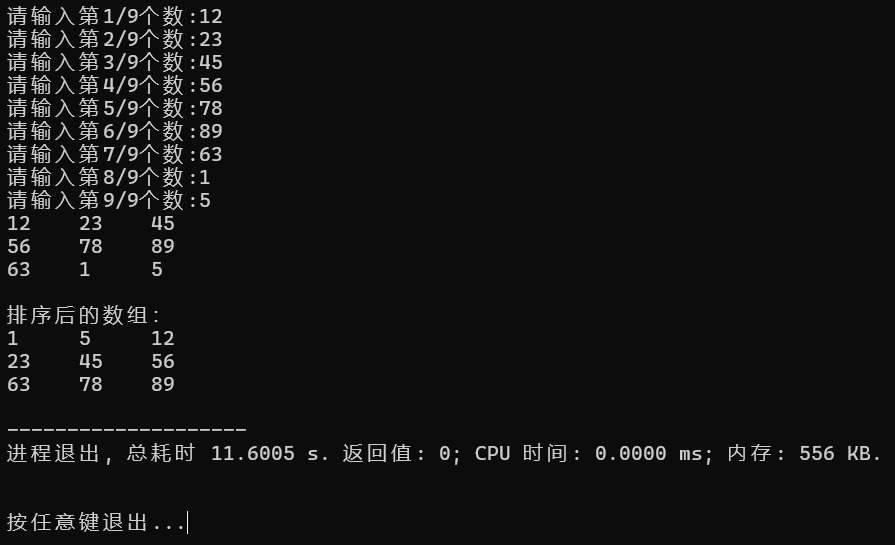 请输入第1/9个数:12
请输入第2/9个数:23
请输入第3/9个数:45
请输入第4/9个数:56
请输入第5/9个数:78
请输入第6/9个数:89
请输入第7/9个数:63
请输入第8/9个数:1
请输入第9/9个数:5
12    23    45
56    78    89
63    1     5
排序后的数组:
1     5     12
23    45    56
63    78    89
--------------------
进程退出, 总耗时 11.6005 s. 返回值: 0; CPU 时间: 0.0000 ms; 内存: 556 KB.
按任意键退出...